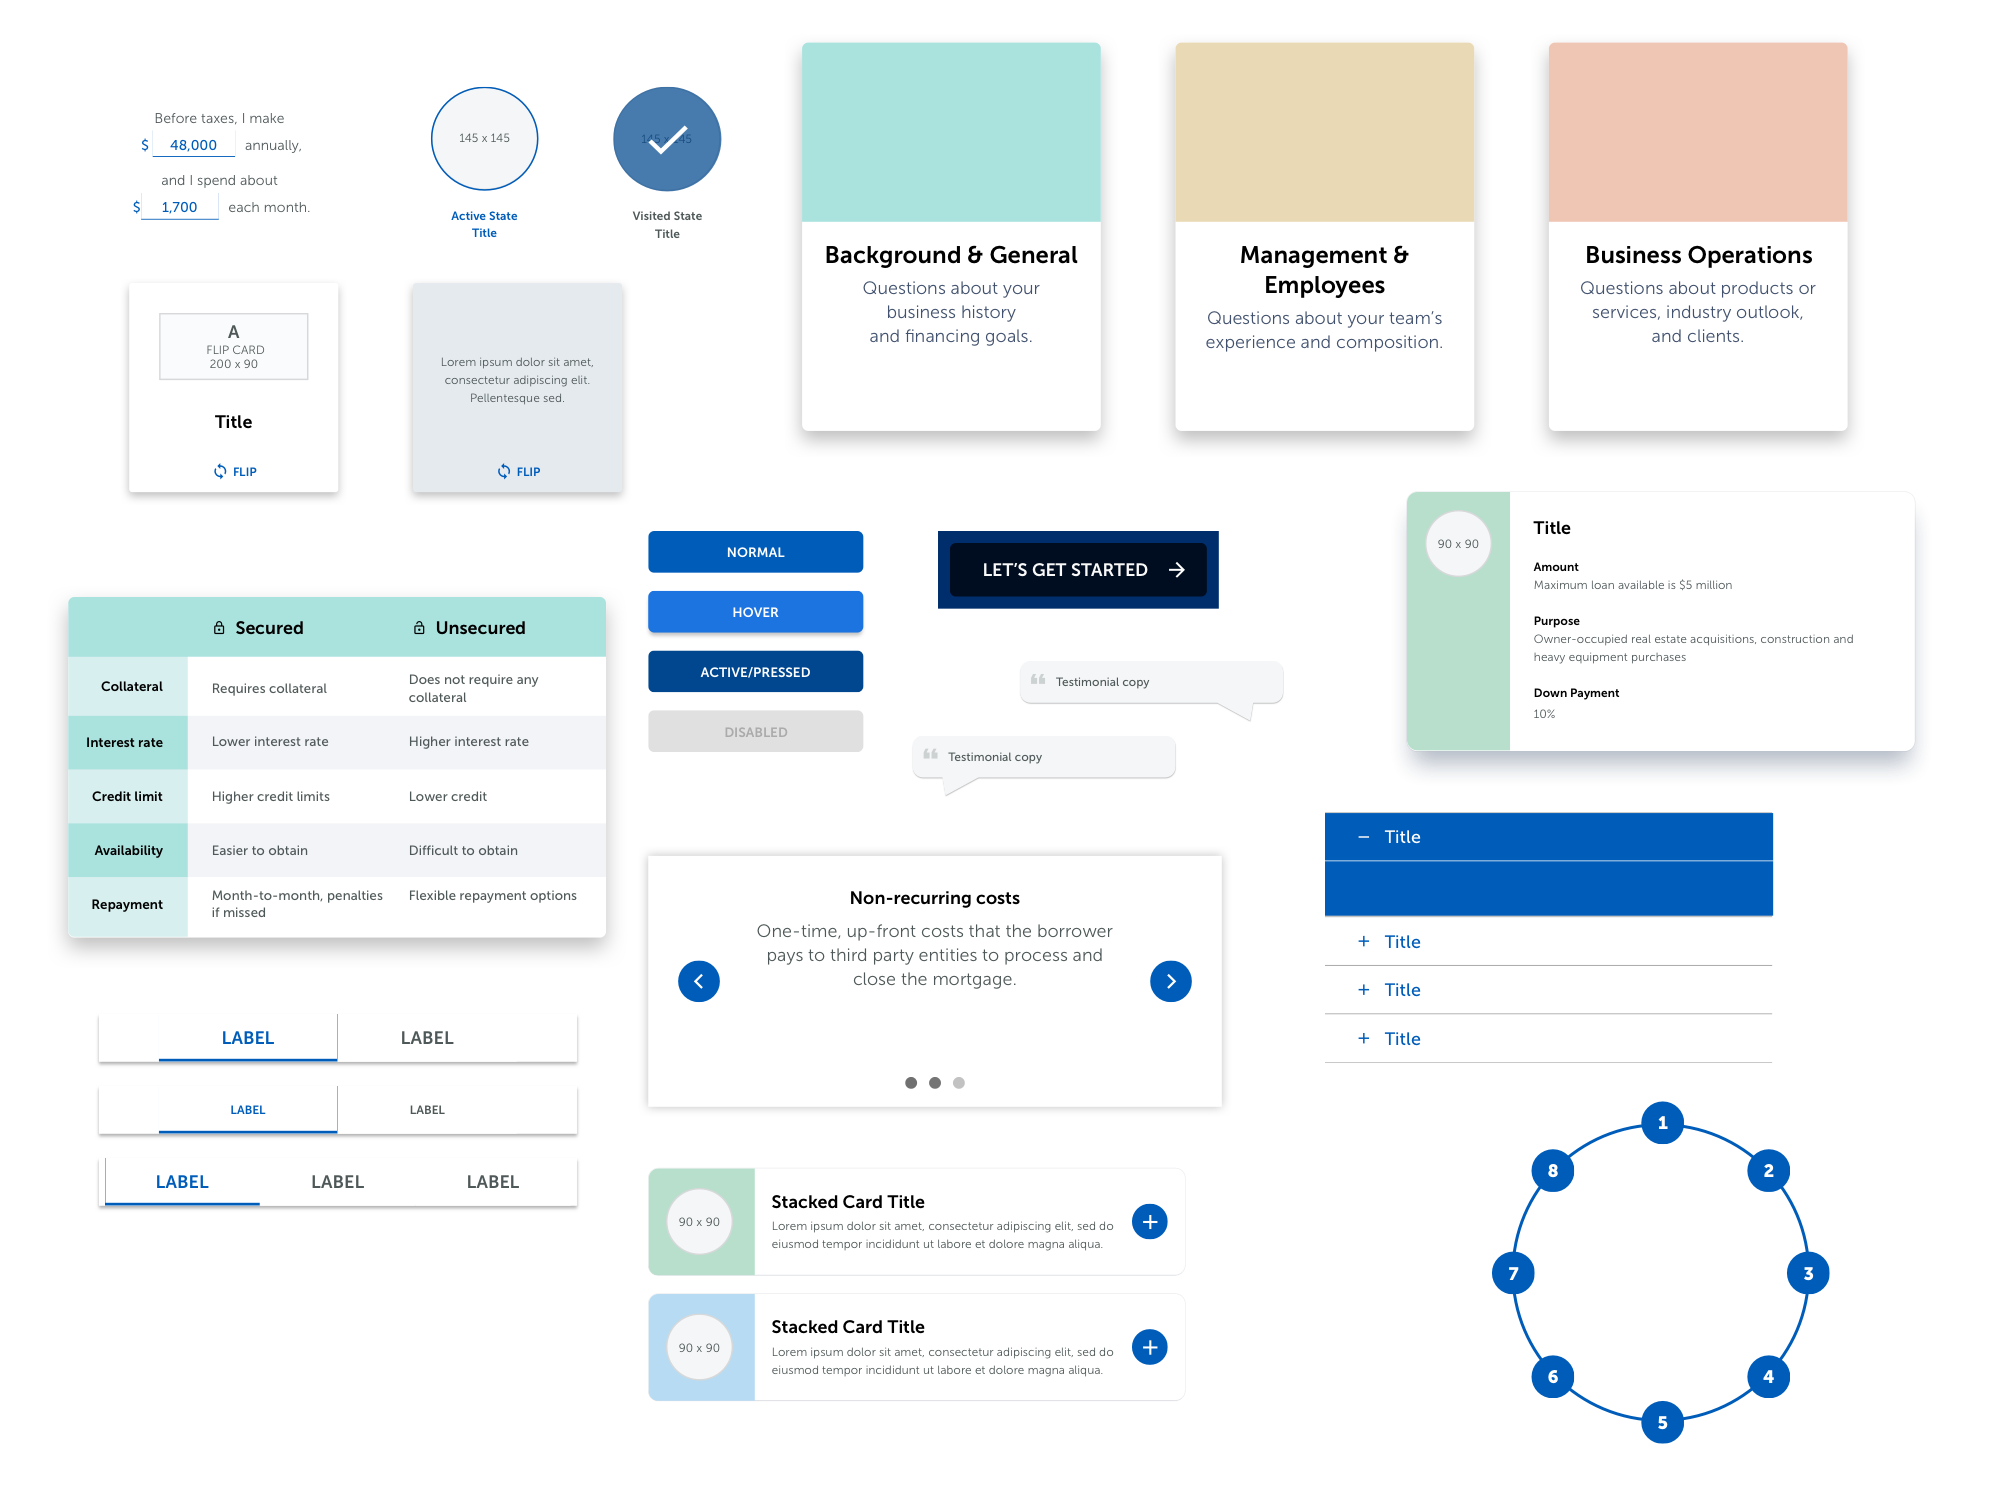 Before taxes, I make
$ 48,000 annually,
and I spend about
$ 1,700 each month.
145 x 145
Active State
Title
145 x 145
Visited State
Title
Background & General
Questions about your
business history
and financing goals.
Management &
Employees
Questions about your team's
experience and composition.
Business Operations
Questions about products or
services, industry outlook,
and clients.
A
FLIP CARD
200 x 90
Title
FLIP
Lorem ipsum dolor sit amet,
consectetur adipiscing elit.
Pellentesque sed.
FLIP
NORMAL
HOVER
ACTIVE/PRESSED
DISABLED
LET'S GET STARTED
Testimonial copy
Testimonial copy
90 x 90
Title
Amount
Maximum loan available is $5 million
Purpose
Owner-occupied real estate acquisitions, construction and
heavy equipment purchases
Down Payment
10%
Secured Unsecured
Collateral
Requires collateral
Does not require any
collateral
Interest rate
Lower interest rate
Higher interest rate
Credit limit
Higher credit limits
Lower credit
Availability
Easier to obtain
Difficult to obtain
Repayment
Month-to-month, penalties
if missed
Flexible repayment options
Non-recurring costs
One-time, up-front costs that the borrower
pays to third party entities to process and
close the mortgage.
Title
Title
Title
Title
LABEL LABEL
LABEL LABEL
LABEL LABEL LABEL
90 x 90
Stacked Card Title
Lorem ipsum dolor sit amet, consectetur adipiscing elit, sed do
eiusmod tempor incididunt ut labore et dolore magna aliqua.
90 x 90
Stacked Card Title
Lorem ipsum dolor sit amet, consectetur adipiscing elit, sed do
eiusmod tempor incididunt ut labore et dolore magna aliqua.
1
2
3
4
5
6
7
8